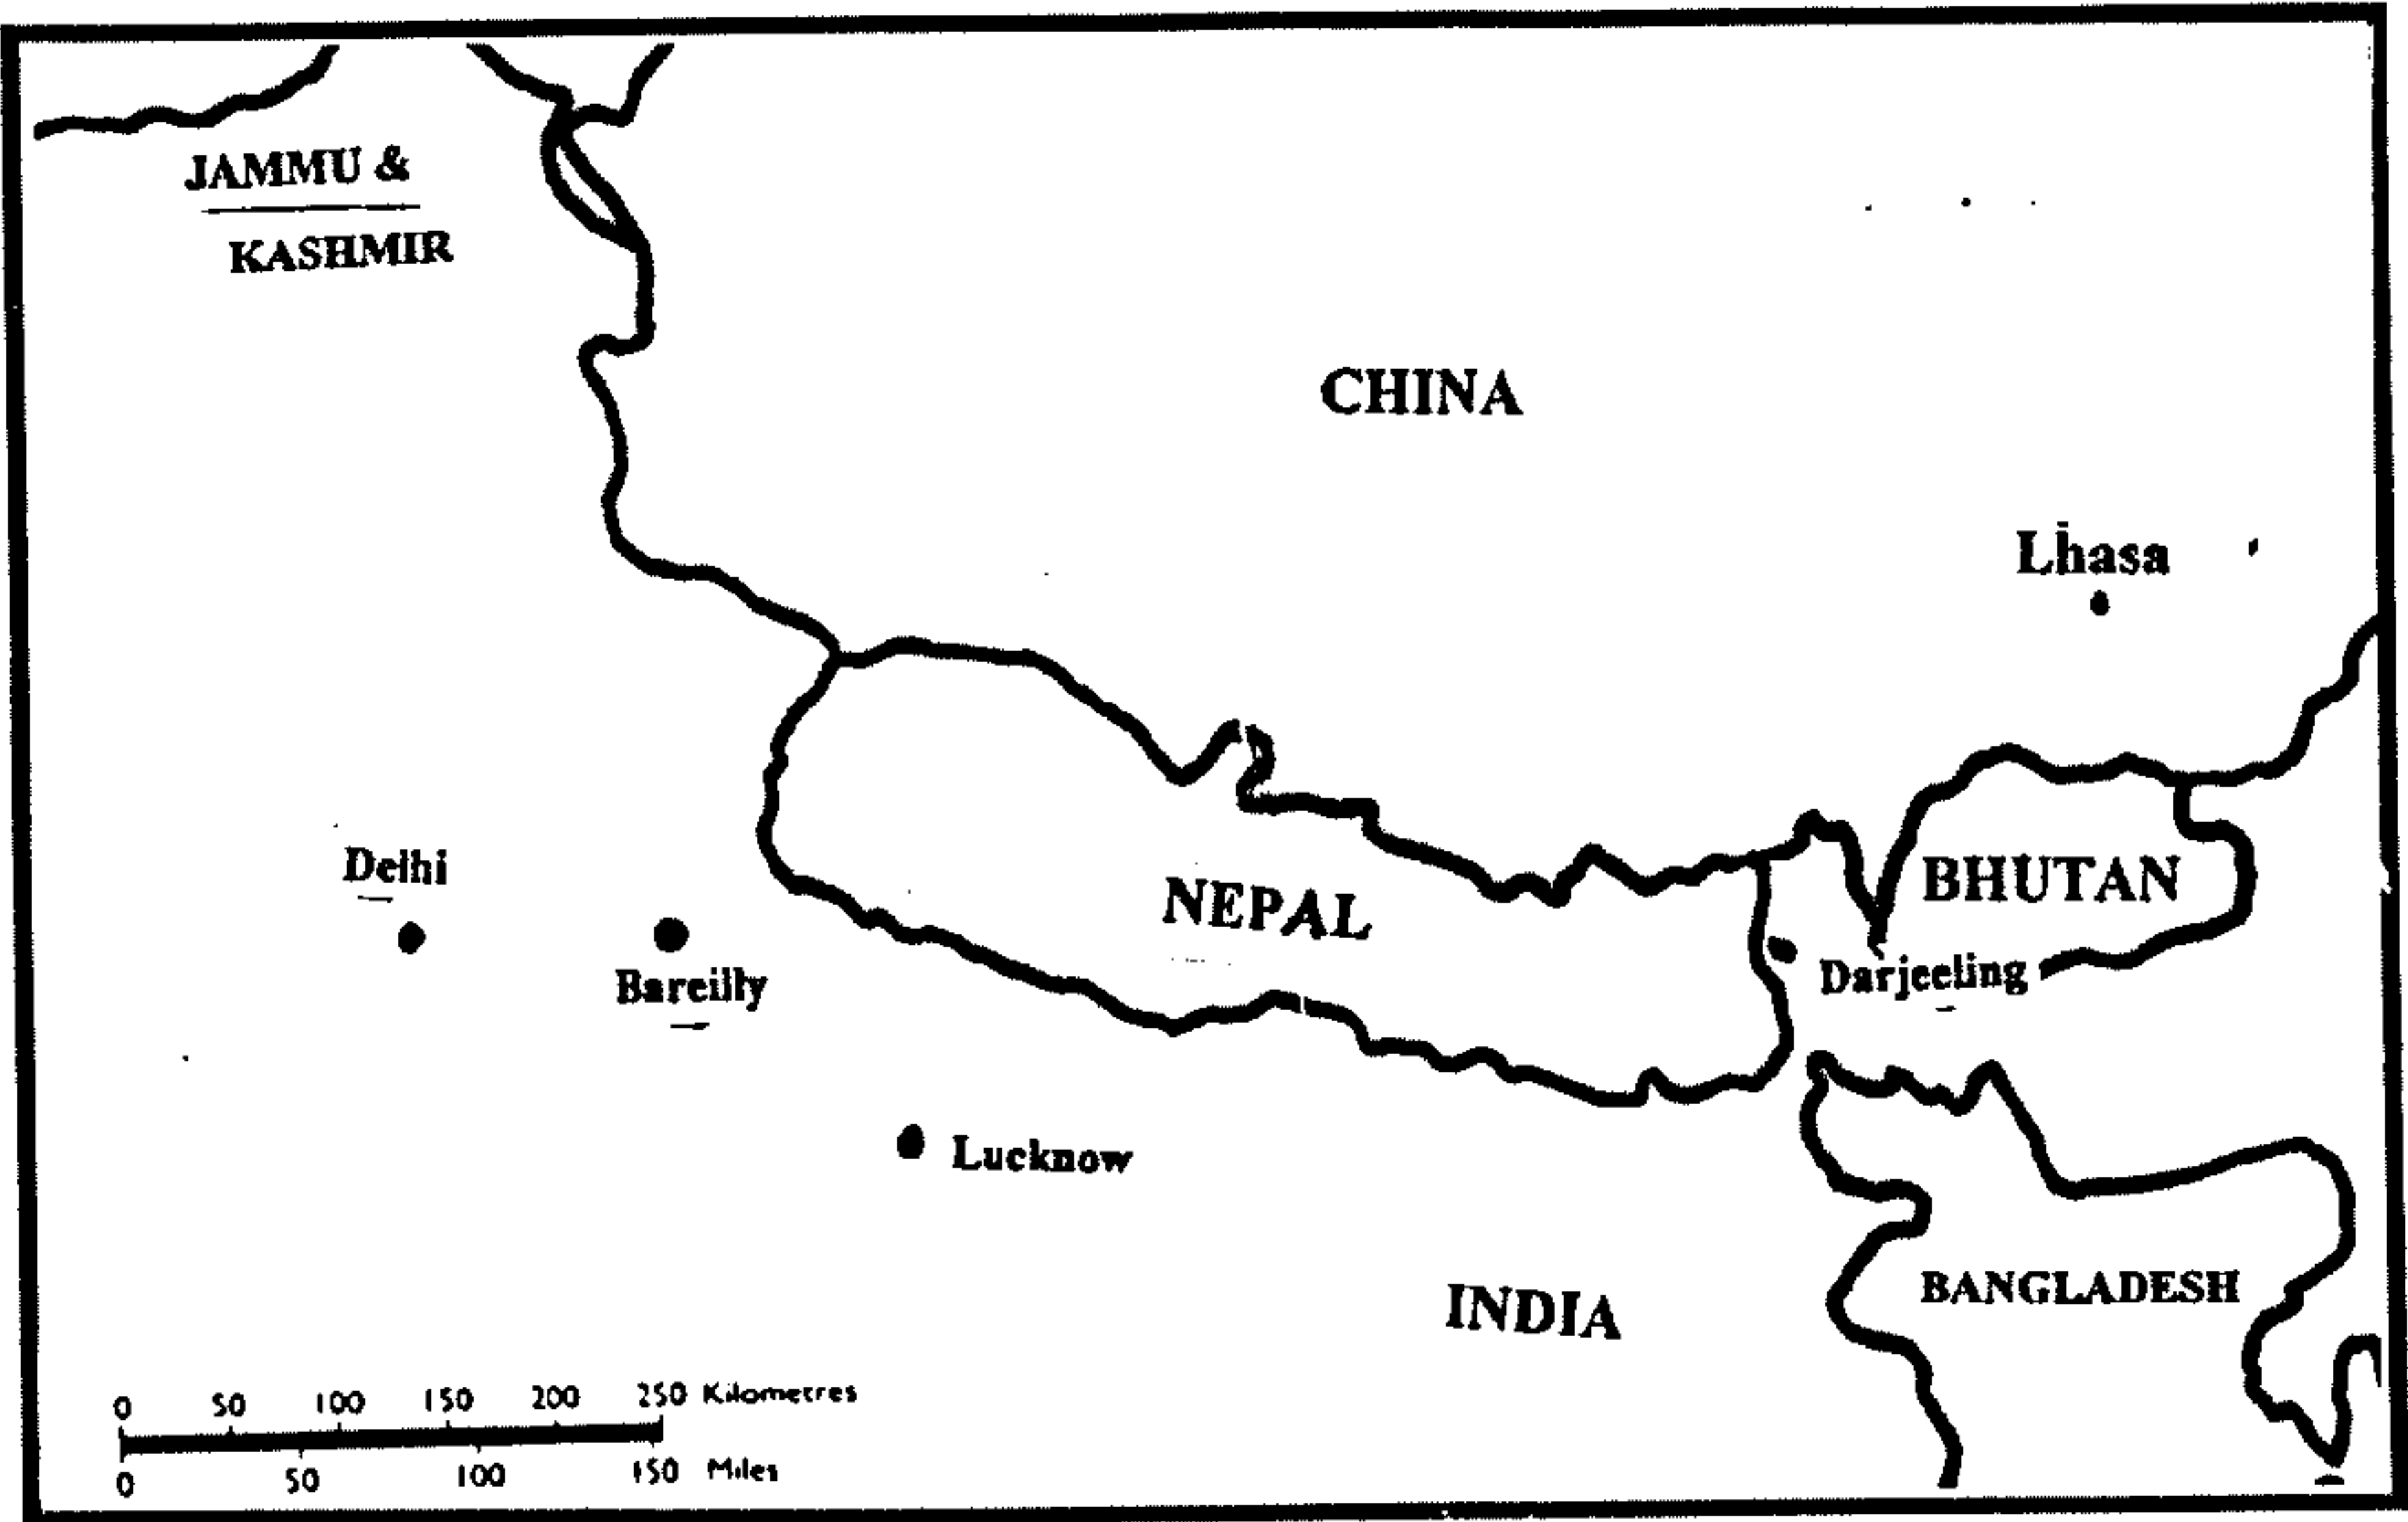 JAMMU &
KASHMIR
CHINA
Lhasa
Delhi
Bareilly
NEPAL
BHUTAN
Darjeeling
Lucknow
INDIA
BANGLADESH
0 50 100 150 200 250 Kilometres
0 50 100 150 Miles